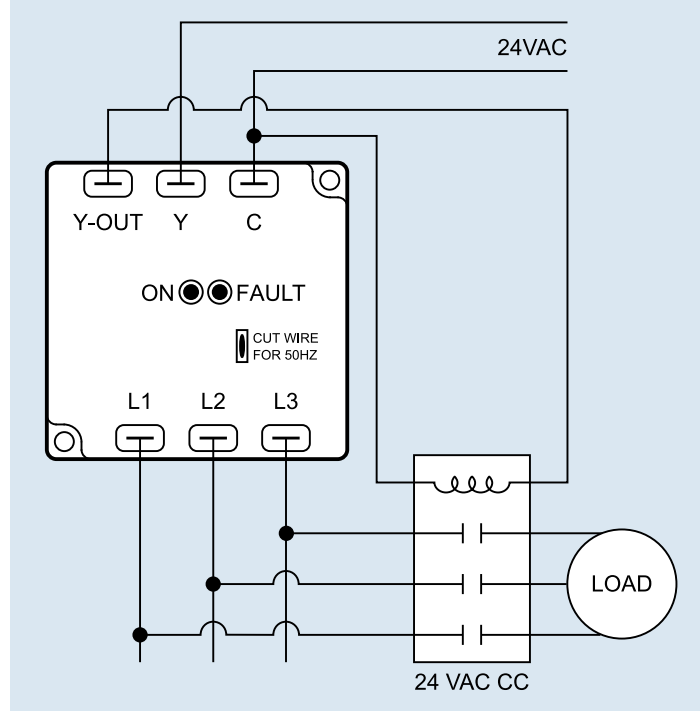 24VAC
Y-OUT Y C
ON FAULT
CUT WIRE
FOR 50HZ
L1 L2 L3
LOAD
24 VAC CC